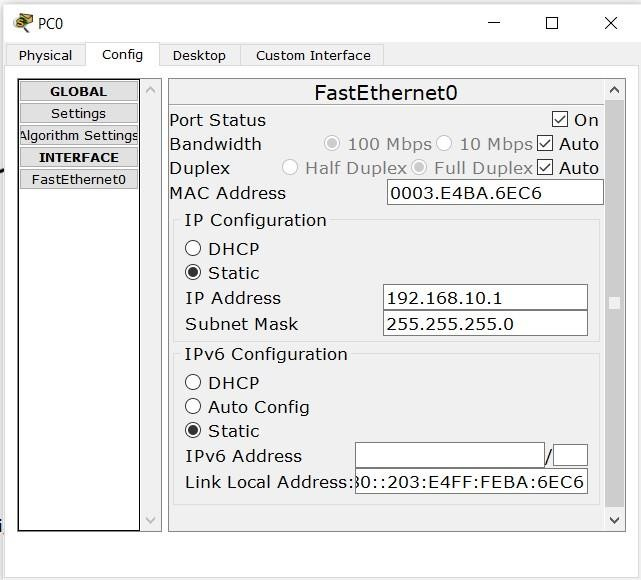 PC0
Physical Config Desktop Custom Interface
GLOBAL
Settings
Algorithm Settings
INTERFACE
FastEthernet0
FastEthernet0
Port Status On
Bandwidth 100 Mbps 10 Mbps Auto
Duplex Half Duplex Full Duplex Auto
MAC Address 0003.E4BA.6EC6
IP Configuration
DHCP
Static
IP Address 192.168.10.1
Subnet Mask 255.255.255.0
IPv6 Configuration
DHCP
Auto Config
Static
IPv6 Address /
Link Local Address: 30::203:E4FF:FEBA:6EC6